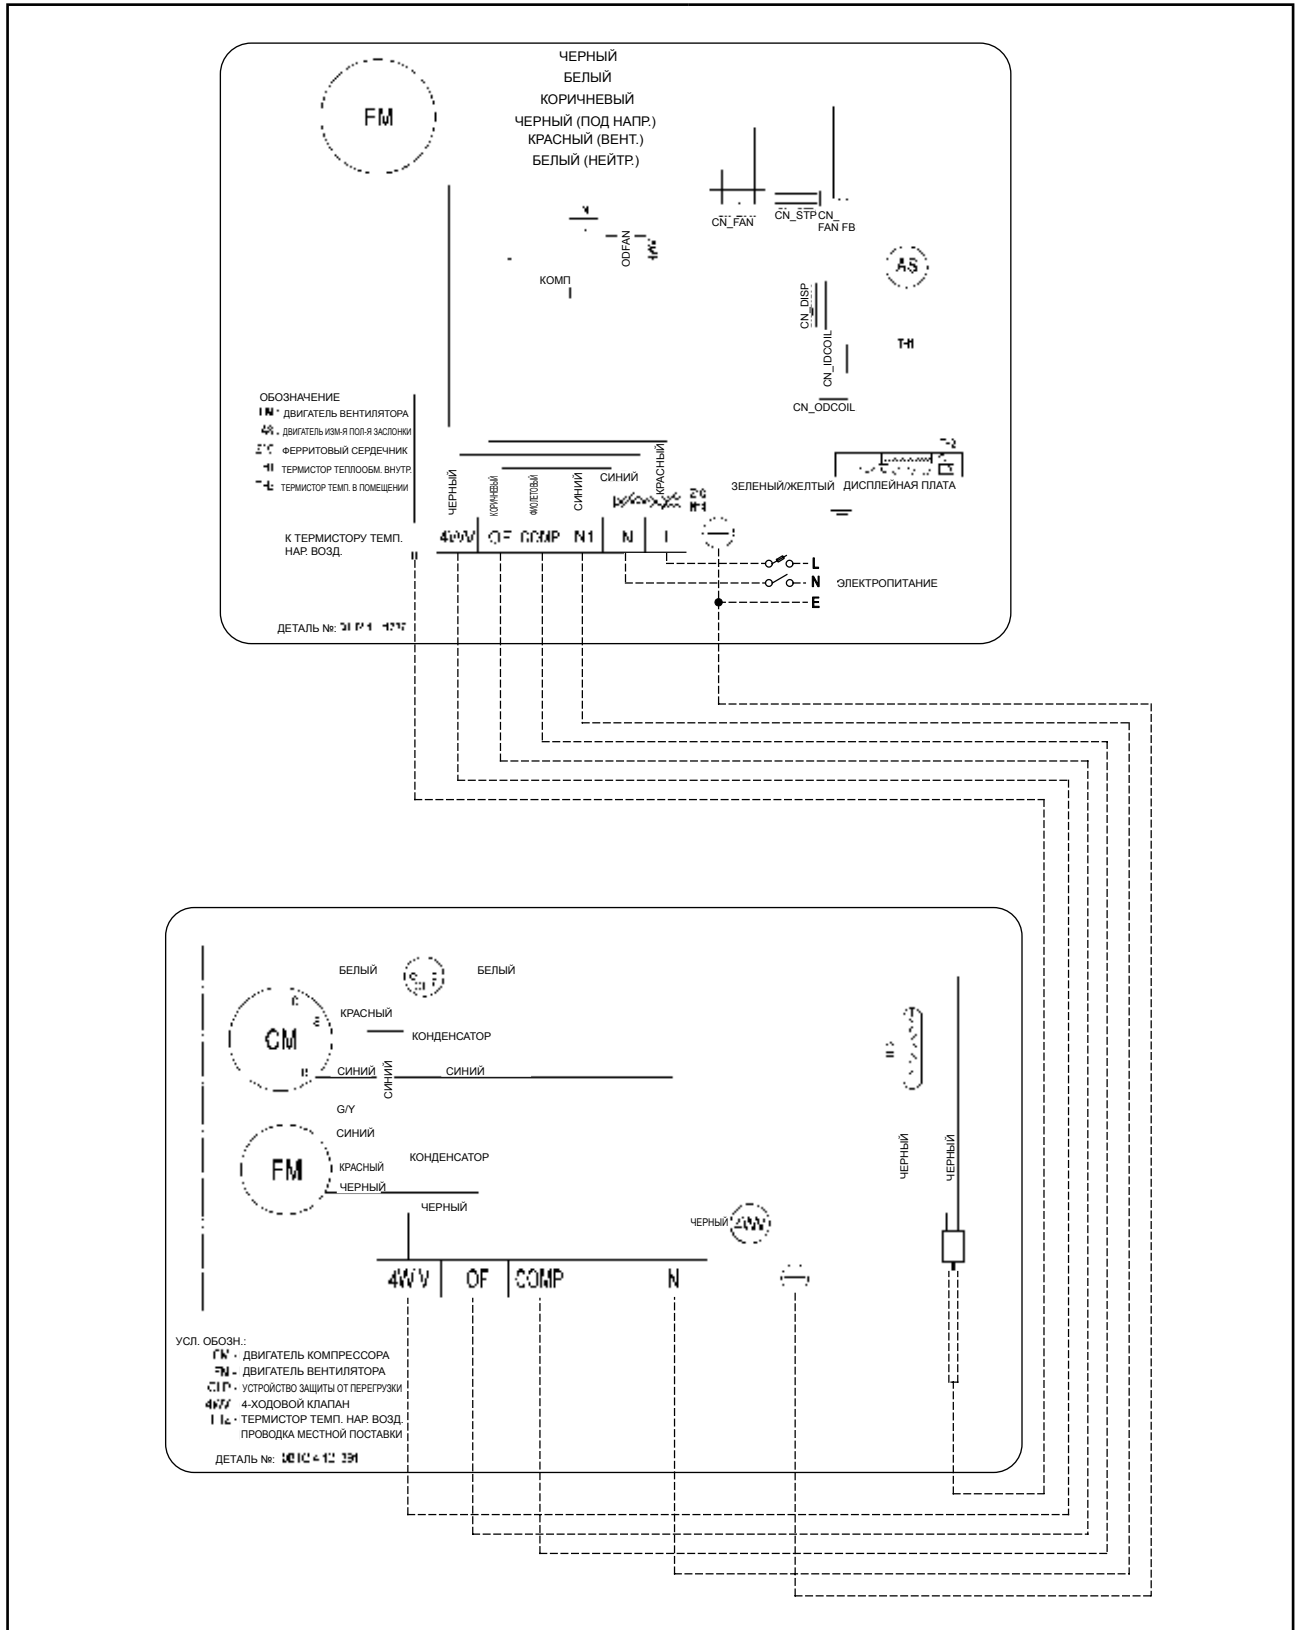 ЧЕРНЫЙ
БЕЛЫЙ
КОРИЧНЕВЫЙ
ЧЕРНЫЙ (ПОД НАПР.)
КРАСНЫЙ (ВЕНТ.)
БЕЛЫЙ (НЕЙТР.)
FM
CN_FAN
CN_STP
CN_
FAN FB
ODFAN
КОМП
AS
CN_DISP
CN_IDCOIL
CN_ODCOIL
ОБОЗНАЧЕНИЕ
ДВИГАТЕЛЬ ВЕНТИЛЯТОРА
ДВИГАТЕЛЬ ИЗМ-Я ПОЛ-Я ЗАСЛОНКИ
ФЕРРИТОВЫЙ СЕРДЕЧНИК
ТЕРМИСТОР ТЕПЛООБМ. ВНУТР.
ТЕРМИСТОР ТЕМП. В ПОМЕЩЕНИИ
ЧЕРНЫЙ
КОРИЧНЕВЫЙ
ФИОЛЕТОВЫЙ
СИНИЙ
СИНИЙ
КРАСНЫЙ
ЗЕЛЕНЫЙ/ЖЕЛТЫЙ
ДИСПЛЕЙНАЯ ПЛАТА
К ТЕРМИСТОРУ ТЕМП.
НАР. ВОЗД.
4WV OF COMP N1 N
L
N ЭЛЕКТРОПИТАНИЕ
E
ДЕТАЛЬ №:
БЕЛЫЙ
БЕЛЫЙ
КРАСНЫЙ
CM
КОНДЕНСАТОР
СИНИЙ
СИНИЙ
СИНИЙ
G/Y
СИНИЙ
FM
КОНДЕНСАТОР
КРАСНЫЙ
ЧЕРНЫЙ
ЧЕРНЫЙ
ЧЕРНЫЙ
ЧЕРНЫЙ
ЧЕРНЫЙ
4WV OF COMP N
УСЛ. ОБОЗН.:
ДВИГАТЕЛЬ КОМПРЕССОРА
ДВИГАТЕЛЬ ВЕНТИЛЯТОРА
УСТРОЙСТВО ЗАЩИТЫ ОТ ПЕРЕГРУЗКИ
4-ХОДОВОЙ КЛАПАН
ТЕРМИСТОР ТЕМП. НАР. ВОЗД.
ПРОВОДКА МЕСТНОЙ ПОСТАВКИ
ДЕТАЛЬ №: